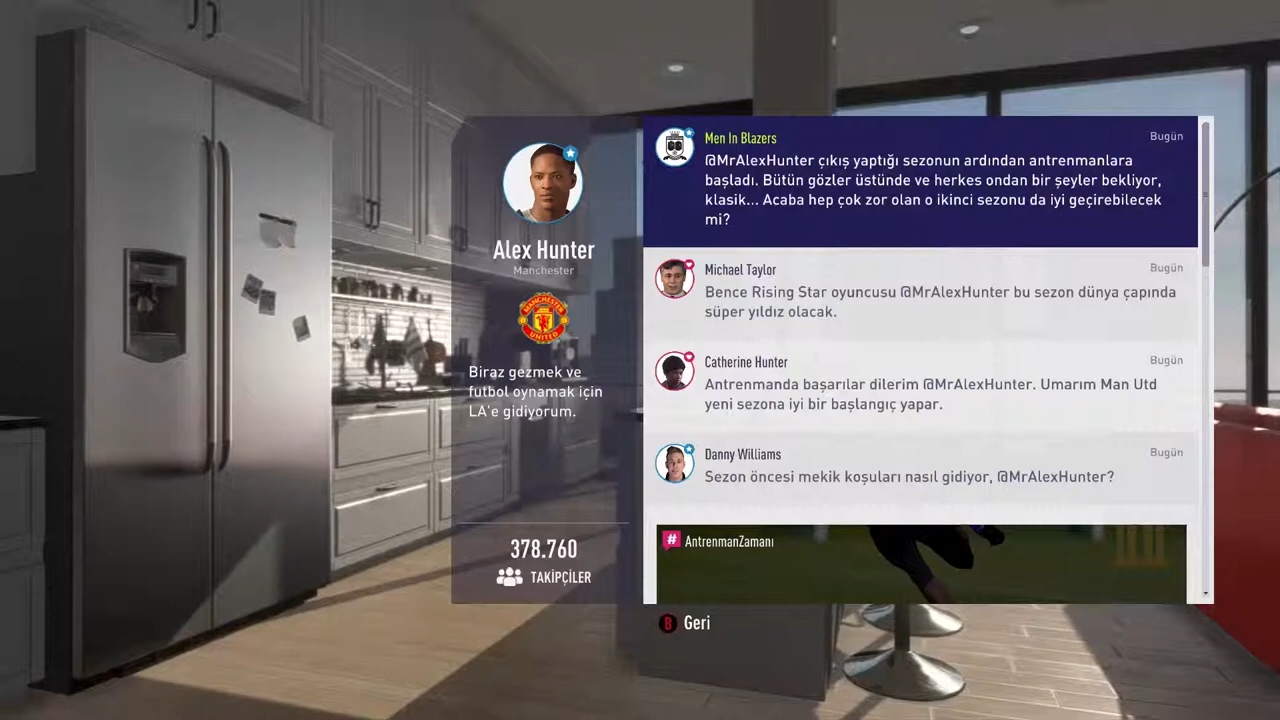 Alex Hunter
Manchester
MANCHESTER
UNITED
Biraz gezmek ve
futbol oynamak için
LA'e gidiyorum.
378.760
TAKİPÇİLER
Men In Blazers
Bugün
@MrAlexHunter çıkış yaptığı sezonun ardından antrenmanlara
başladı. Bütün gözler üstünde ve herkes ondan bir şeyler bekliyor,
klasik... Acaba hep çok zor olan o ikinci sezonu da iyi geçirebilecek
mi?
Michael Taylor
Bugün
Bence Rising Star oyuncusu @MrAlexHunter bu sezon dünya çapında
süper yıldız olacak.
Catherine Hunter
Bugün
Antrenmanda başarılar dilerim @MrAlexHunter. Umarım Man Utd
yeni sezona iyi bir başlangıç yapar.
Danny Williams
Bugün
Sezon öncesi mekik koşuları nasıl gidiyor, @MrAlexHunter?
# AntrenmanZamanı
B Geri